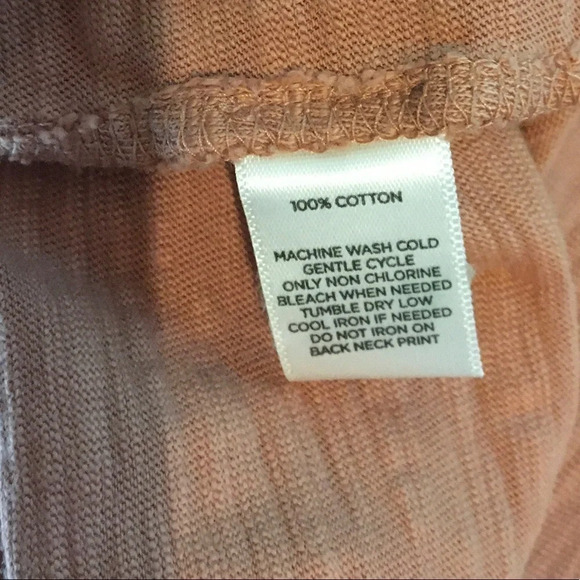 100% COTTON
MACHINE WASH COLD
GENTLE CYCLE
ONLY NON CHLORINE
BLEACH WHEN NEEDED
TUMBLE DRY LOW
COOL IRON IF NEEDED
DO NOT IRON ON
BACK NECK PRINT